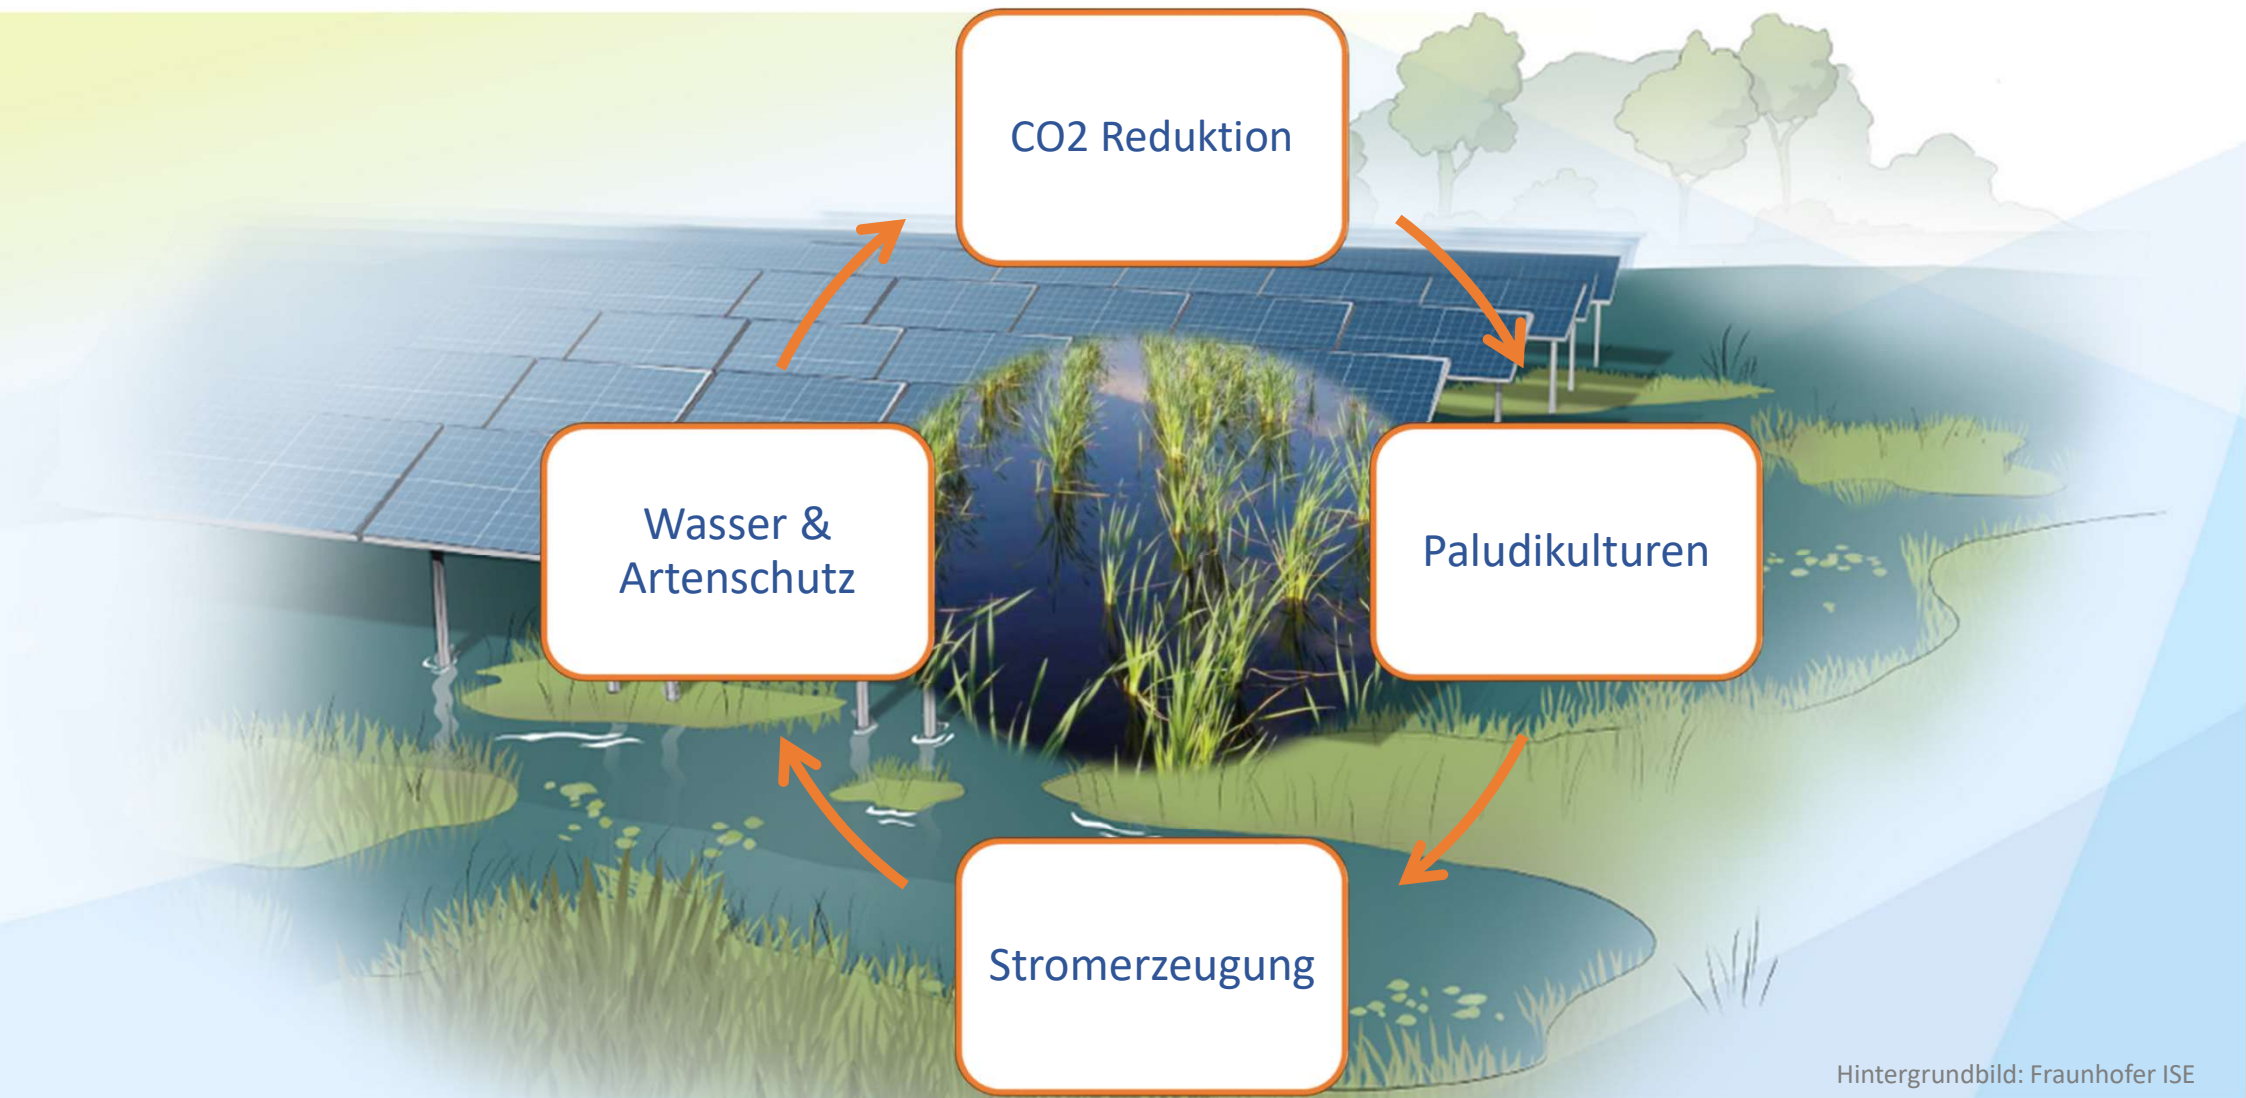 CO2 Reduktion
Wasser &
Artenschutz
Paludikulturen
Stromerzeugung
Hintergrundbild: Fraunhofer ISE